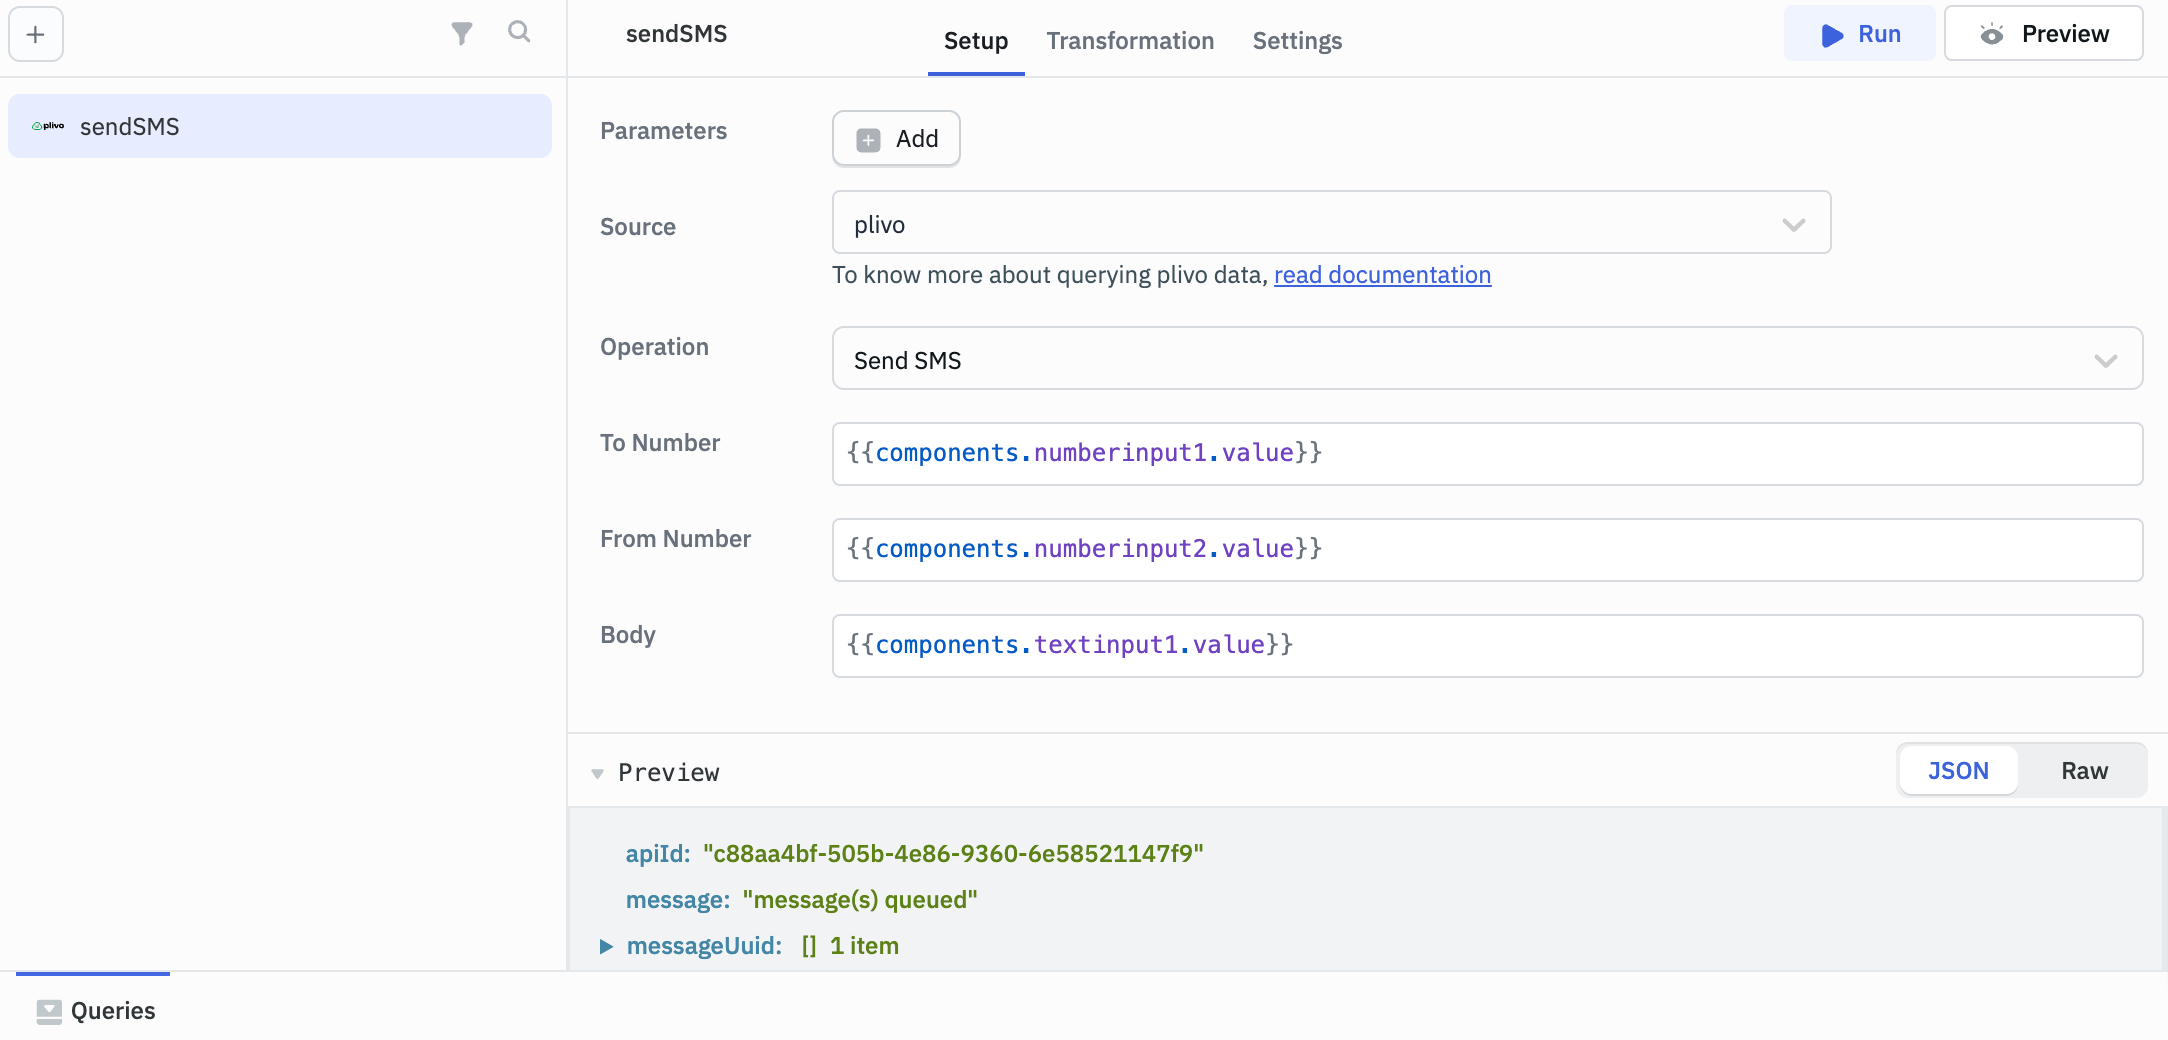 sendSMS
Setup
Transformation
Settings
Run
Preview
plivo
sendSMS
Parameters
Add
Source
plivo
To know more about querying plivo data, read documentation
Operation
Send SMS
To Number
{{components.numberinput1.value}}
From Number
{{components.numberinput2.value}}
Body
{{components.textinput1.value}}
Preview
JSON
Raw
apiId: "c88aa4bf-505b-4e86-9360-6e58521147f9"
message: "message(s) queued"
messageUuid: [] 1 item
Queries